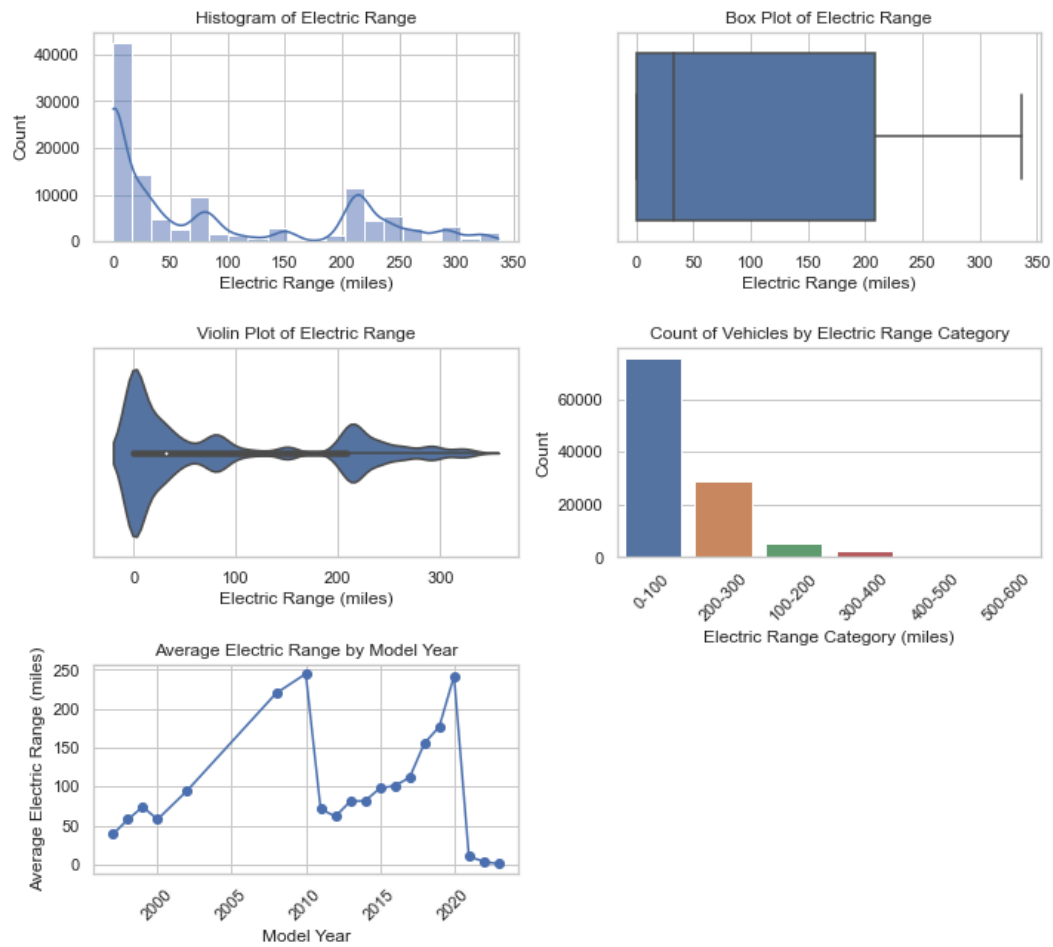 Histogram of Electric Range
Count
40000
30000
20000
10000
0
0 50 100 150 200 250 300 350
Electric Range (miles)
Box Plot of Electric Range
0 50 100 150 200 250 300 350
Electric Range (miles)
Violin Plot of Electric Range
0 100 200 300
Electric Range (miles)
Count of Vehicles by Electric Range Category
Count
60000
40000
20000
0
0-100 200-300 100-200 300-400 400-500 500-600
Electric Range Category (miles)
Average Electric Range by Model Year
Average Electric Range (miles)
250
200
150
100
50
0
2000 2005 2010 2015 2020
Model Year